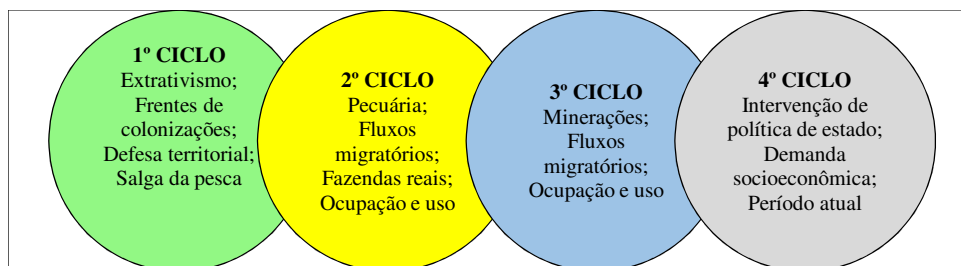 1º CICLO
Extrativismo;
Frentes de
colonizações;
Defesa territorial;
Salga da pesca
2º CICLO
Pecuária;
Fluxos
migratórios;
Fazendas reais;
Ocupação e uso
3º CICLO
Minerações;
Fluxos
migratórios;
Ocupação e uso
4º CICLO
Intervenção de
política de estado;
Demanda
socioeconômica;
Período atual